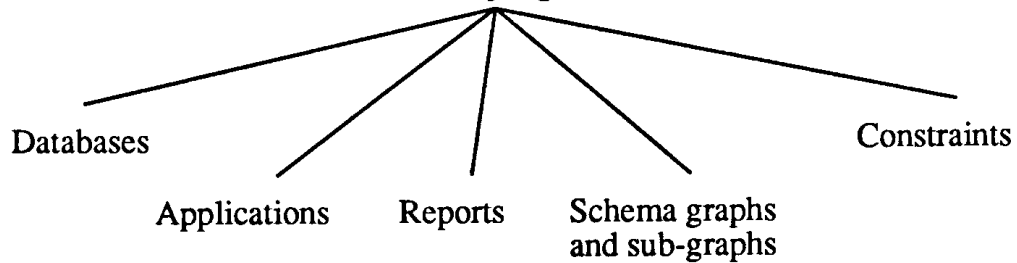 Databases
Constraints
Applications
Reports
Schema graphs
and sub-graphs